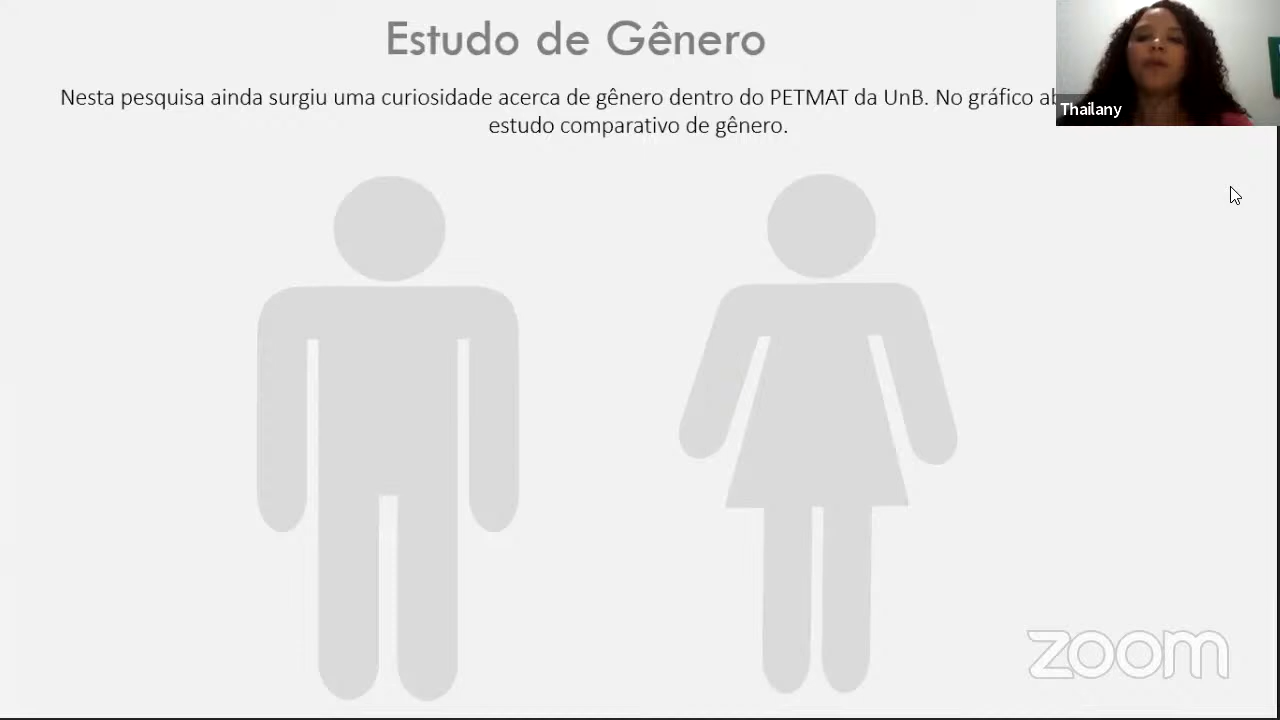 Estudo de Gênero
Nesta pesquisa ainda surgiu uma curiosidade acerca de gênero dentro do PETMAT da UnB. No gráfico
estudo comparativo de gênero.
Thailany
zoom